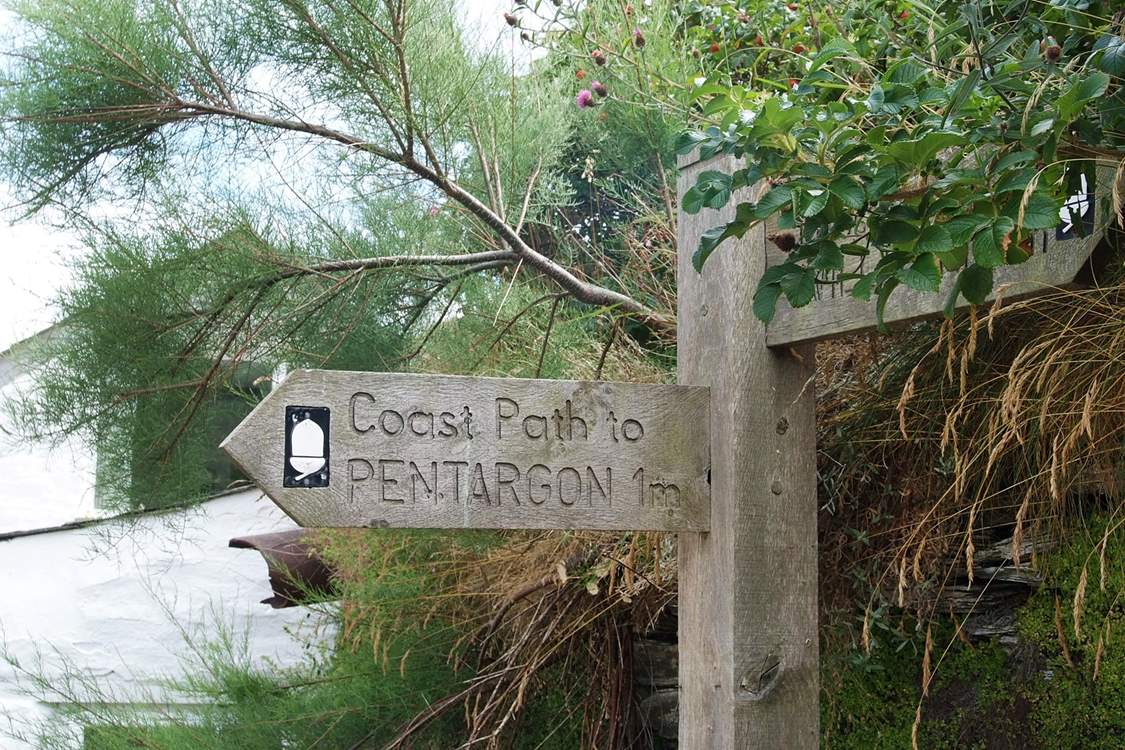 Coast Path to
PENTARGON 1m